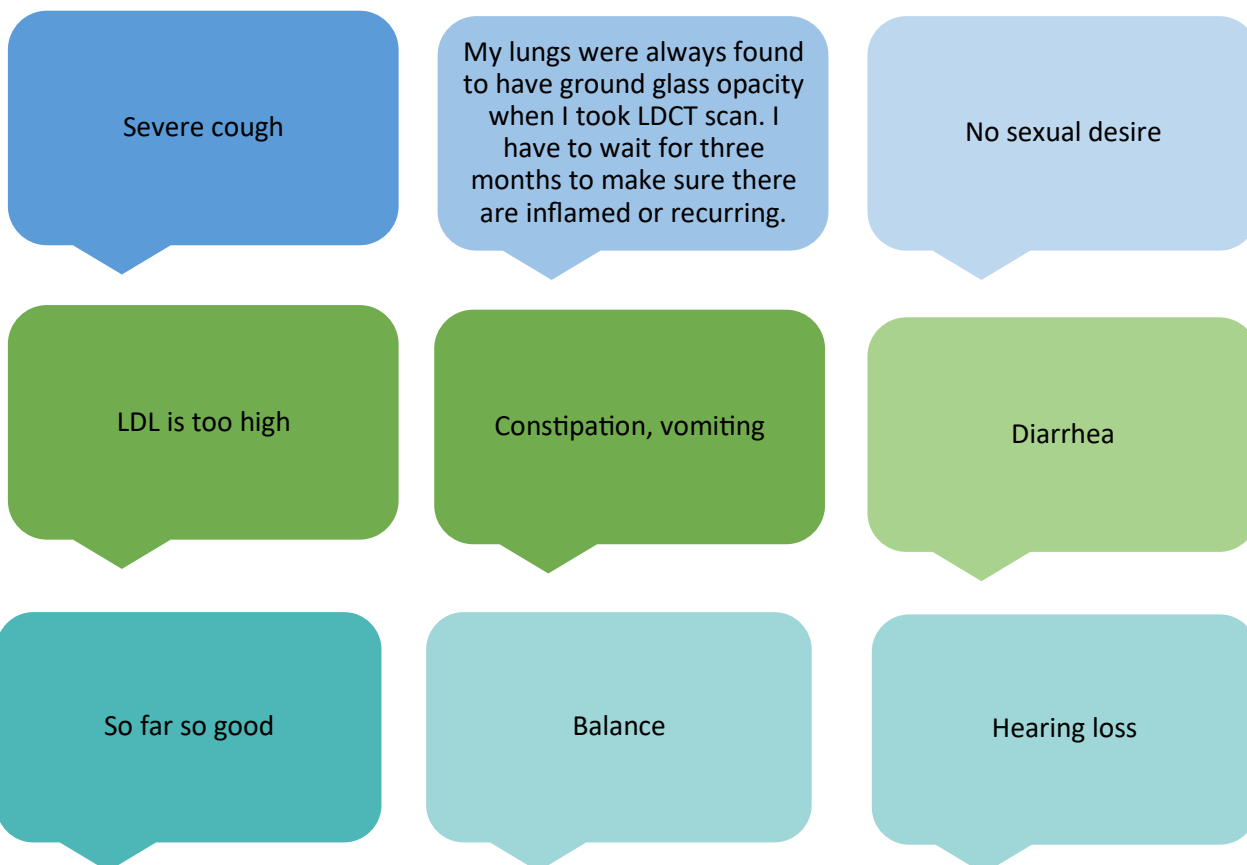 Severe cough
My lungs were always found
to have ground glass opacity
when I took LDCT scan. I
have to wait for three
months to make sure there
are inflamed or recurring.
No sexual desire
LDL is too high
Constipation, vomiting
Diarrhea
So far so good
Balance
Hearing loss